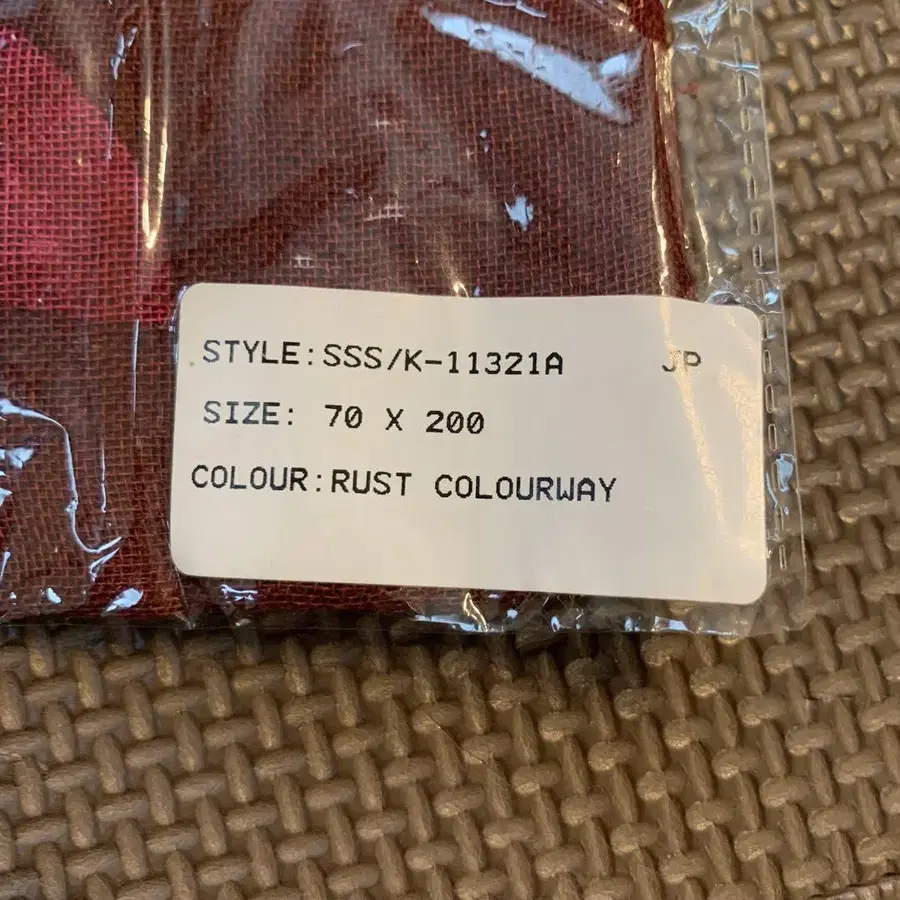 STYLE:SSS/K-11321A JP
SIZE: 70 X 200
COLOUR:RUST COLOURWAY